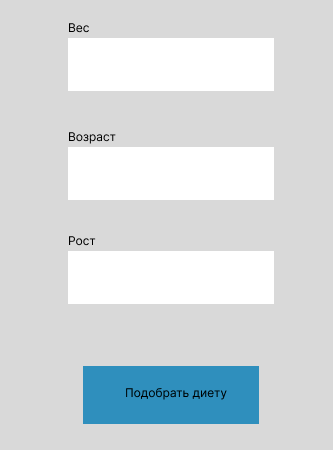 Вес
Возраст
Рост
Подобрать диету